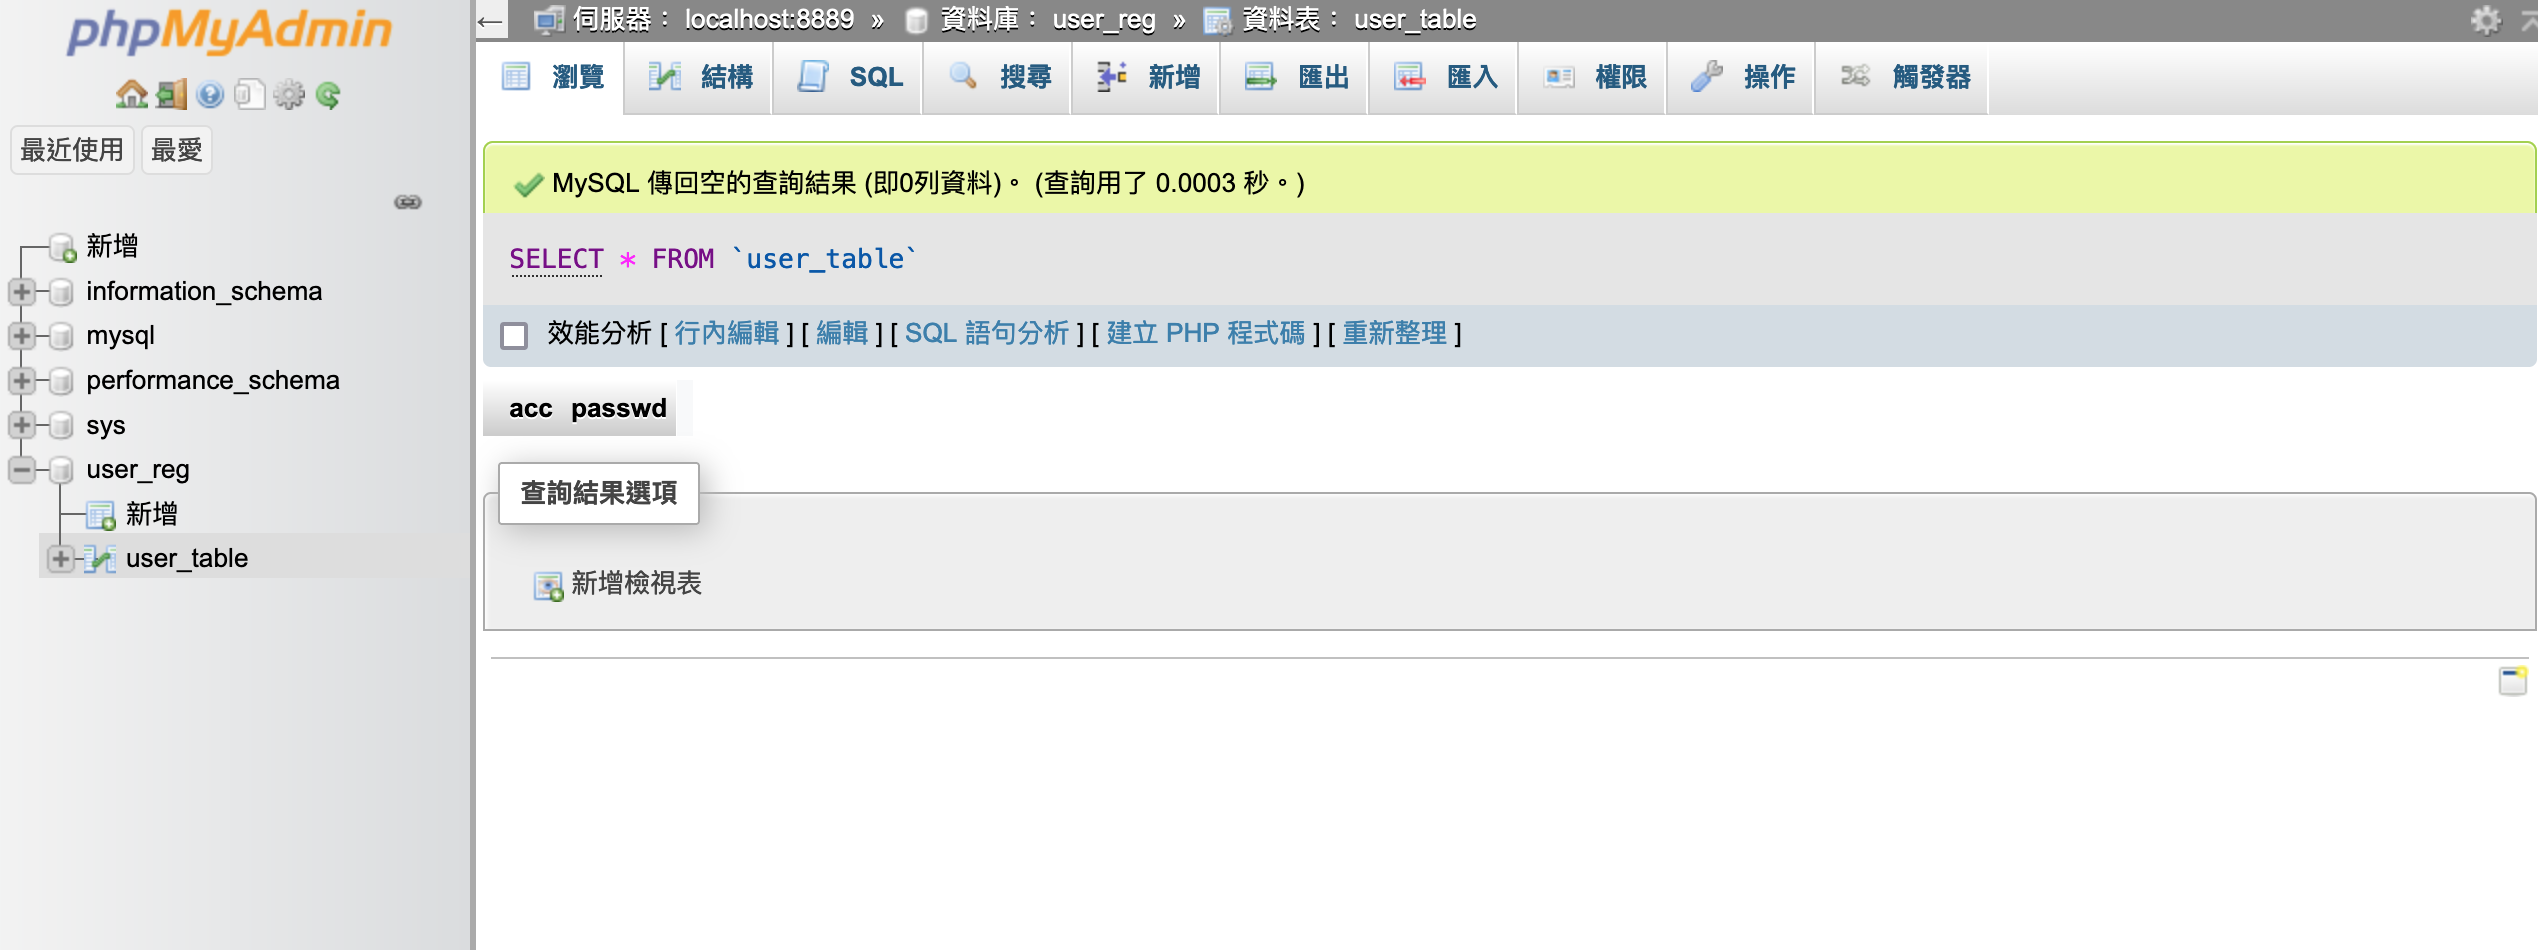 phpMyAdmin
最近使用 最愛
新增
information_schema
mysql
performance_schema
sys
user_reg
新增
user_table
伺服器： localhost:8889 » 資料庫： user_reg » 資料表： user_table
瀏覽 結構 SQL 搜尋 新增 匯出 匯入 權限 操作 觸發器
MySQL 傳回空的查詢結果 (即0列資料)。 (查詢用了 0.0003 秒。)
SELECT * FROM `user_table`
效能分析 [ 行內編輯 ] [ 編輯 ] [ SQL 語句分析 ] [ 建立 PHP 程式碼 ] [ 重新整理 ]
acc passwd
查詢結果選項
新增檢視表